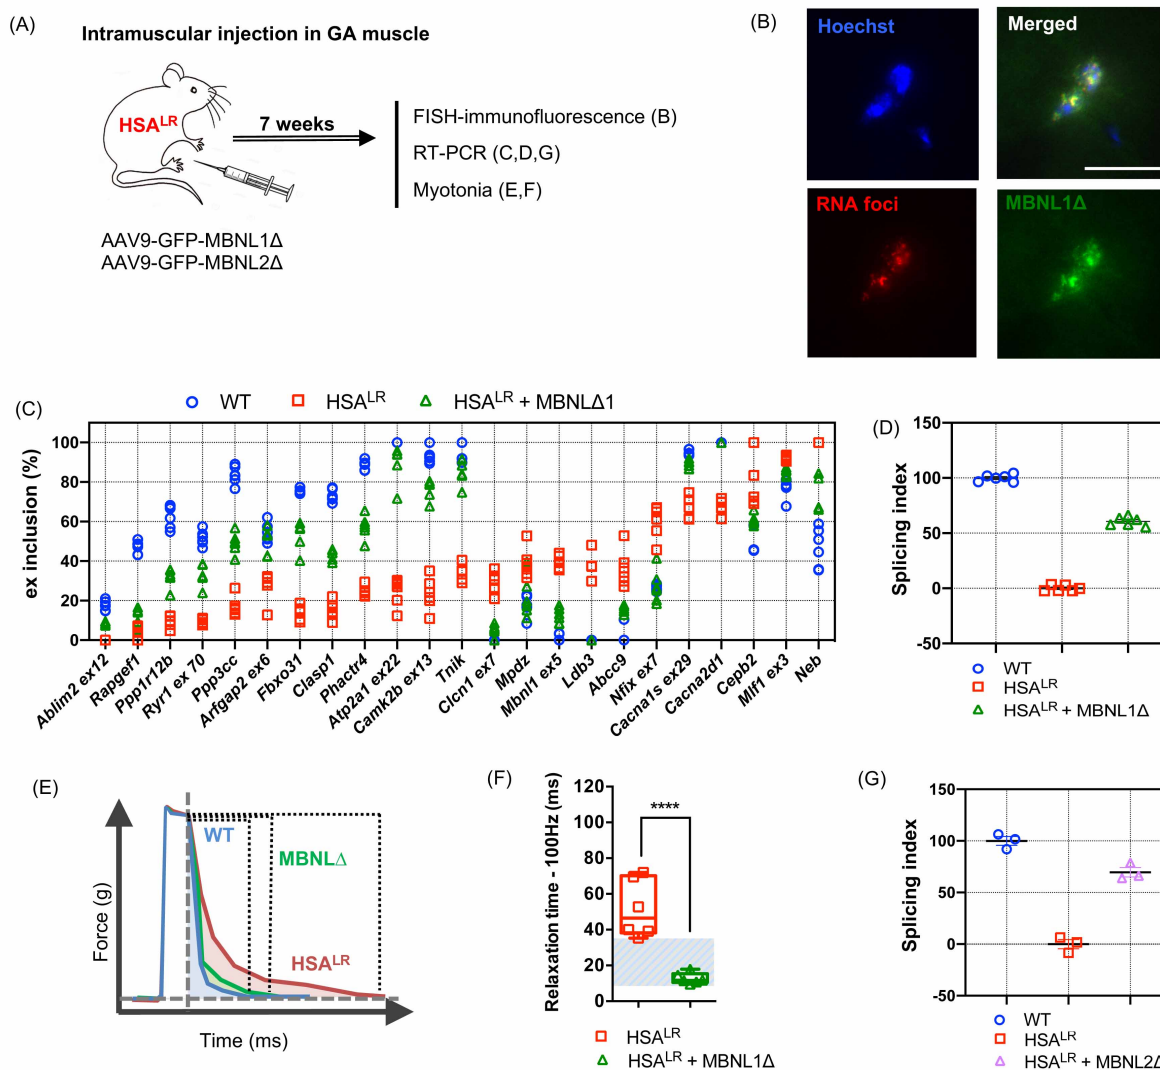 (A)
Intramuscular injection in GA muscle
HSA^LR
7 weeks
FISH-immunofluorescence (B)
RT-PCR (C,D,G)
Myotonia (E,F)
AAV9-GFP-MBNL1Δ
AAV9-GFP-MBNL2Δ
(B)
Hoechst
Merged
RNA foci
MBNL1Δ
(C)
WT
HSA^LR
HSA^LR + MBNLΔ1
ex inclusion (%)
100
80
60
40
20
0
Ablim2 ex12
Rapgef1
Ppp1r12b
Ryr1 ex 70
Ppp3cc
Arfgap2 ex6
Fbxo31
Clasp1
Phactr4
Atp2a1 ex22
Camk2b ex13
Tnik
Clcn1 ex7
Mpdz
Mbnl1 ex5
Ldb3
Abcc9
Nfix ex7
Cacna1s ex29
Cacna2d1
Cepb2
Mlf1 ex3
Neb
(D)
Splicing index
150
100
50
0
-50
WT
HSA^LR
HSA^LR + MBNL1Δ
(E)
Force (g)
WT
MBNLΔ
HSA^LR
Time (ms)
(F)
Relaxation time - 100Hz (ms)
120
100
80
60
40
20
0
****
HSA^LR
HSA^LR + MBNL1Δ
(G)
Splicing index
150
100
50
0
-50
WT
HSA^LR
HSA^LR + MBNL2Δ